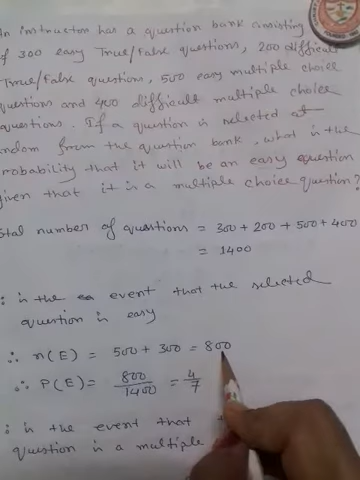 An instructor has a question bank consisting
of 300 easy True/False questions, 200 difficult
True/False questions, 500 easy multiple choice
questions and 400 difficult multiple choice
questions. If a question is selected at
random from the question bank, what is the
probability that it will be an easy question
given that it is a multiple choice question?
Total number of questions = 300 + 200 + 500 + 400
= 1400
: is the event that the selected
question is easy
∴ n(E) = 500 + 300 = 800
∴ P(E) = 800/1400 = 4/7
: is the event that
question is a multiple